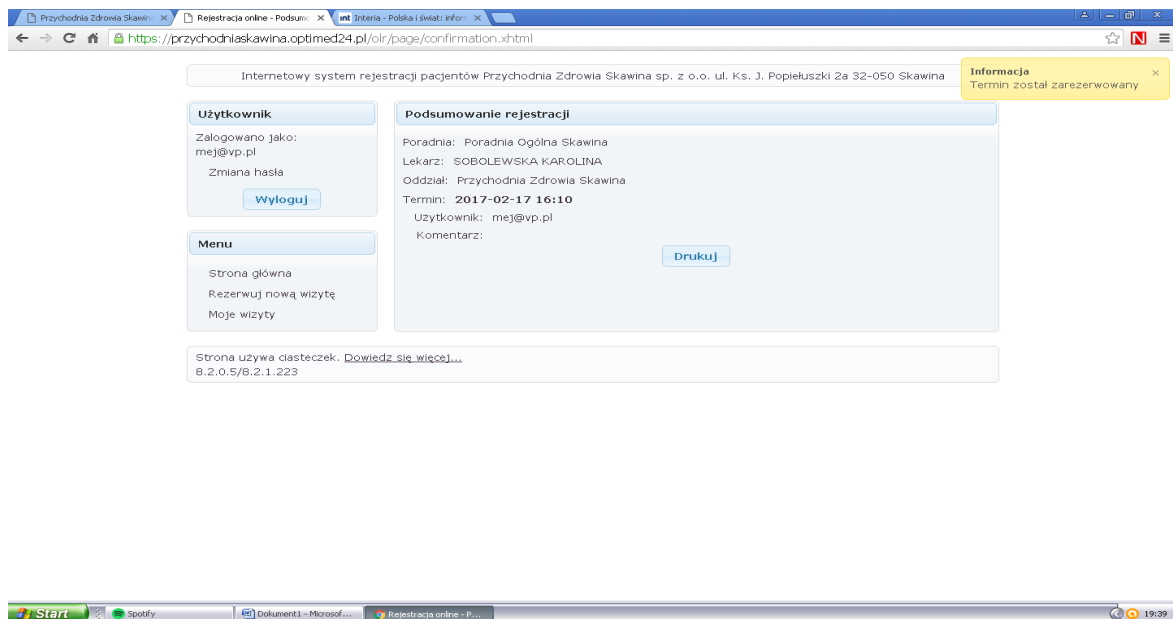 Przychodnia Zdrowia Skawina
Rejestracja online - Podsumo
int Interia - Polska i świat: inform
https://przychodniaskawina.optimed24.pl/olr/page/confirmation.xhtml
Internetowy system rejestracji pacjentów Przychodnia Zdrowia Skawina sp. z o.o. ul. Ks. J. Popiełuszki 2a 32-050 Skawina
Informacja
Termin został zarezerwowany
Użytkownik
Zalogowano jako:
mej@vp.pl
Zmiana hasła
Wyloguj
Menu
Strona główna
Rezerwuj nową wizytę
Moje wizyty
Podsumowanie rejestracji
Poradnia: Poradnia Ogólna Skawina
Lekarz: SOBOLEWSKA KAROLINA
Oddział: Przychodnia Zdrowia Skawina
Termin: 2017-02-17 16:10
Użytkownik: mej@vp.pl
Komentarz:
Drukuj
Strona używa ciasteczek. Dowiedz się więcej...
8.2.0.5/8.2.1.223
Start
Spotify
Dokument1 - Microsof...
Rejestracja online - P...
19:39